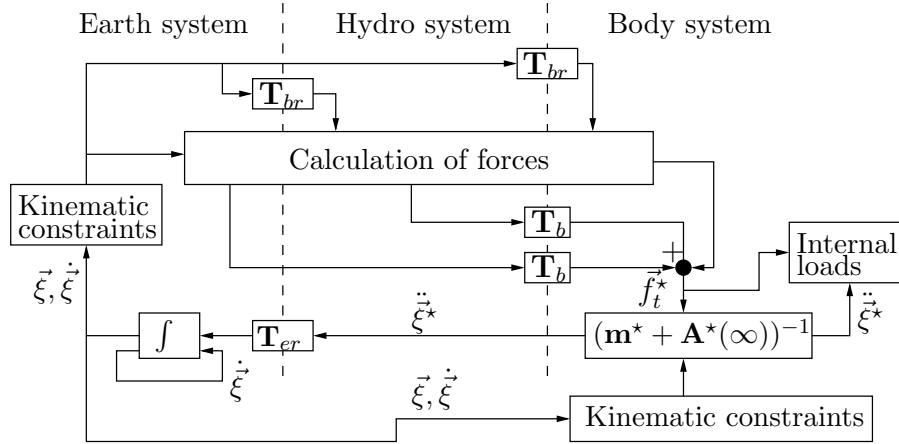 Earth system
Hydro system
Body system
T_br
T_br
Calculation of forces
Kinematic
constraints
T_b
+
T_b
Internal
loads
ξ⃗, ξ⃗̇
f⃗_t^⋆
ξ⃗̈^⋆
ξ⃗̈^⋆
∫
T_er
(m^⋆ + A^⋆(∞))^−1
ξ⃗̇
ξ⃗, ξ⃗̇
Kinematic constraints